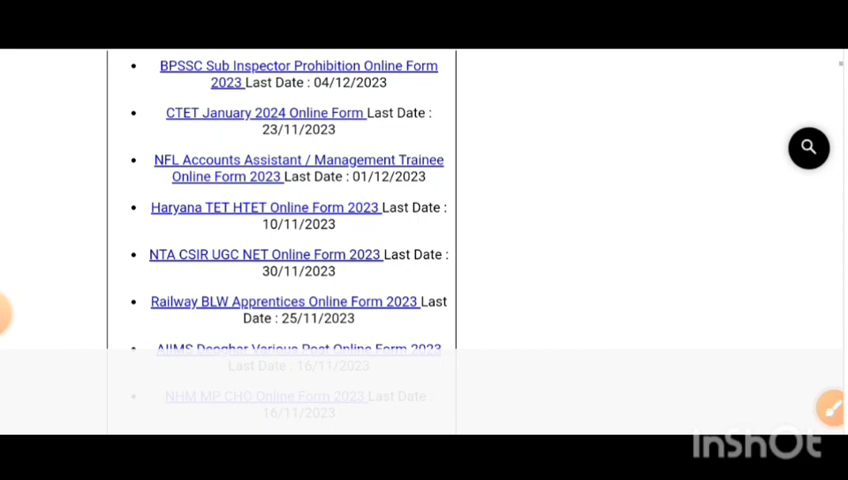 BPSSC Sub Inspector Prohibition Online Form
2023 Last Date : 04/12/2023
CTET January 2024 Online Form Last Date :
23/11/2023
NFL Accounts Assistant / Management Trainee
Online Form 2023 Last Date : 01/12/2023
Haryana TET HTET Online Form 2023 Last Date :
10/11/2023
NTA CSIR UGC NET Online Form 2023 Last Date :
30/11/2023
Railway BLW Apprentices Online Form 2023 Last
Date : 25/11/2023
AIIMS Deoghar Various Post Online Form 2023
Last Date : 16/11/2023
NHM MP CHO Online Form 2023 Last Date :
16/11/2023
InShOt